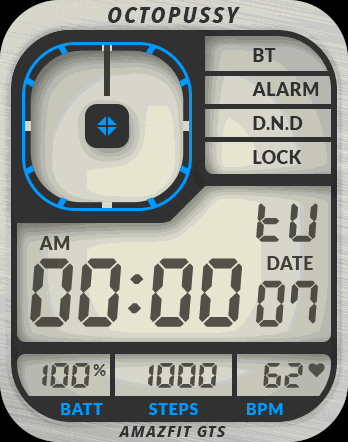 OCTOPUSSY
BT
ALARM
D.N.D
LOCK
tU
AM
DATE
00:00
07
100%
1000
62
BATT
STEPS
BPM
AMAZFIT GTS